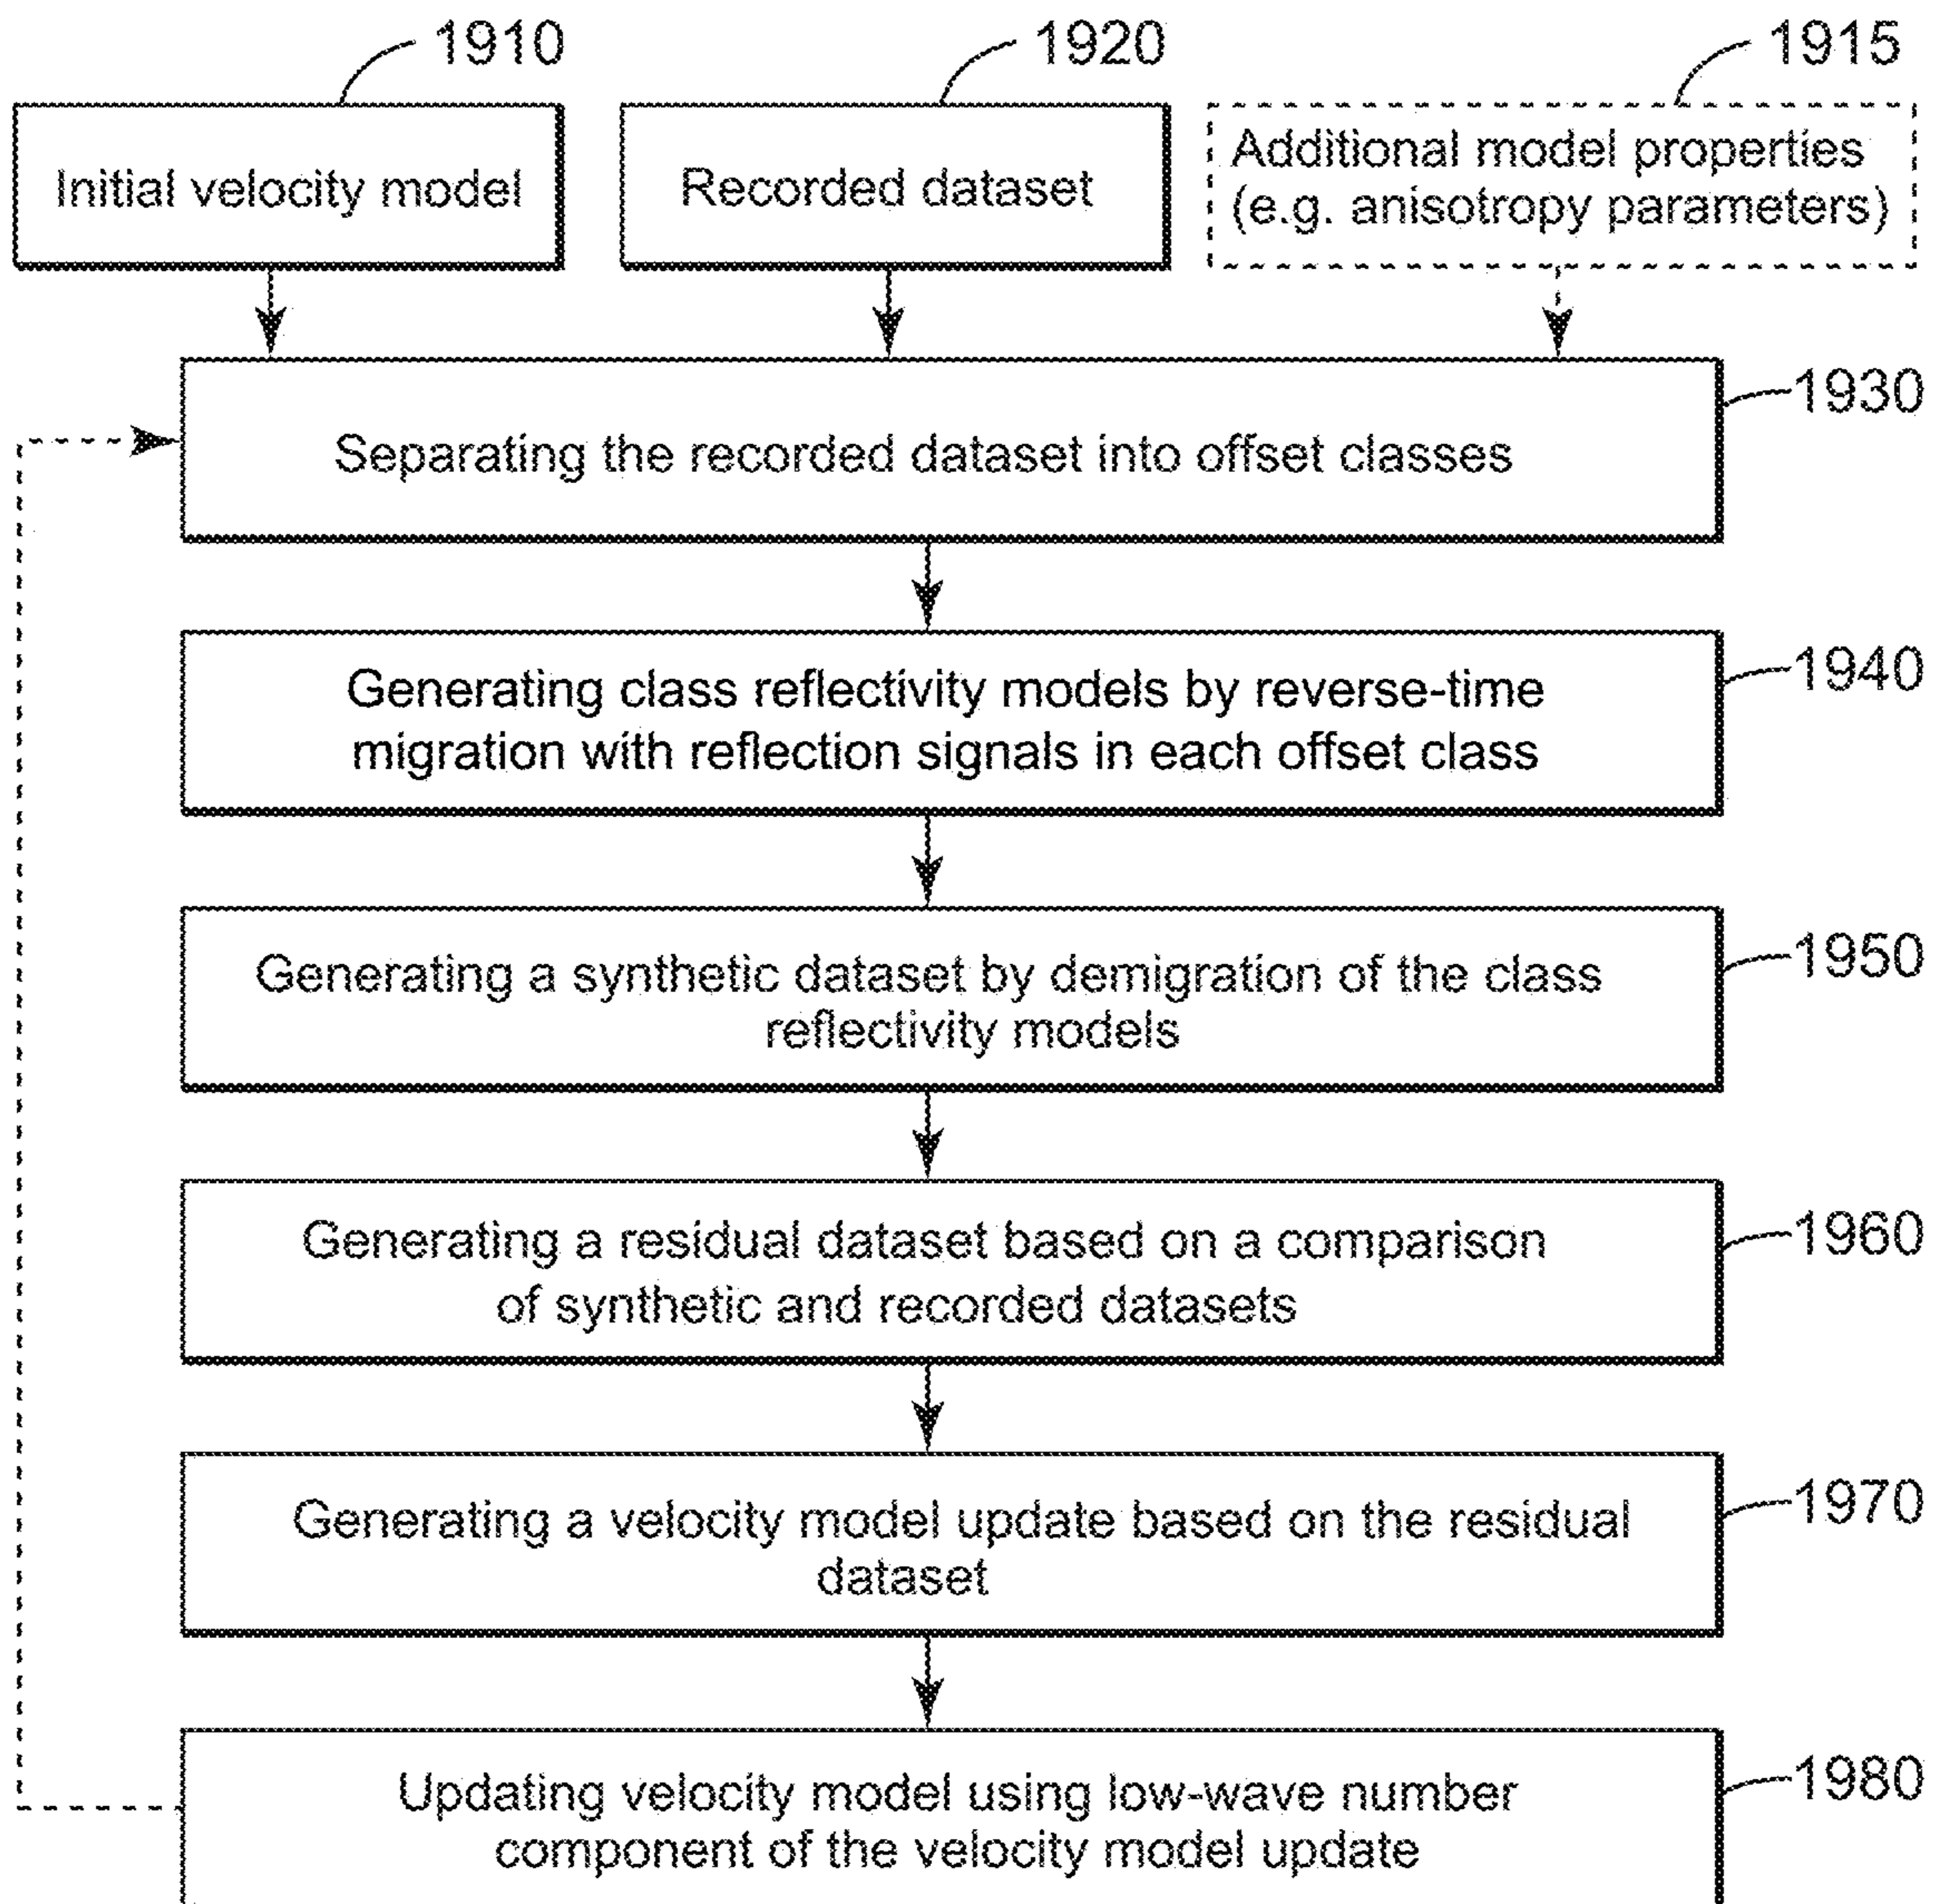 1910
1920
1915
Initial velocity model
Recorded dataset
Additional model properties
(e.g. anisotropy parameters)
1930
Separating the recorded dataset into offset classes
1940
Generating class reflectivity models by reverse-time
migration with reflection signals in each offset class
1950
Generating a synthetic dataset by demigration of the class
reflectivity models
1960
Generating a residual dataset based on a comparison
of synthetic and recorded datasets
1970
Generating a velocity model update based on the residual
dataset
1980
Updating velocity model using low-wave number
component of the velocity model update